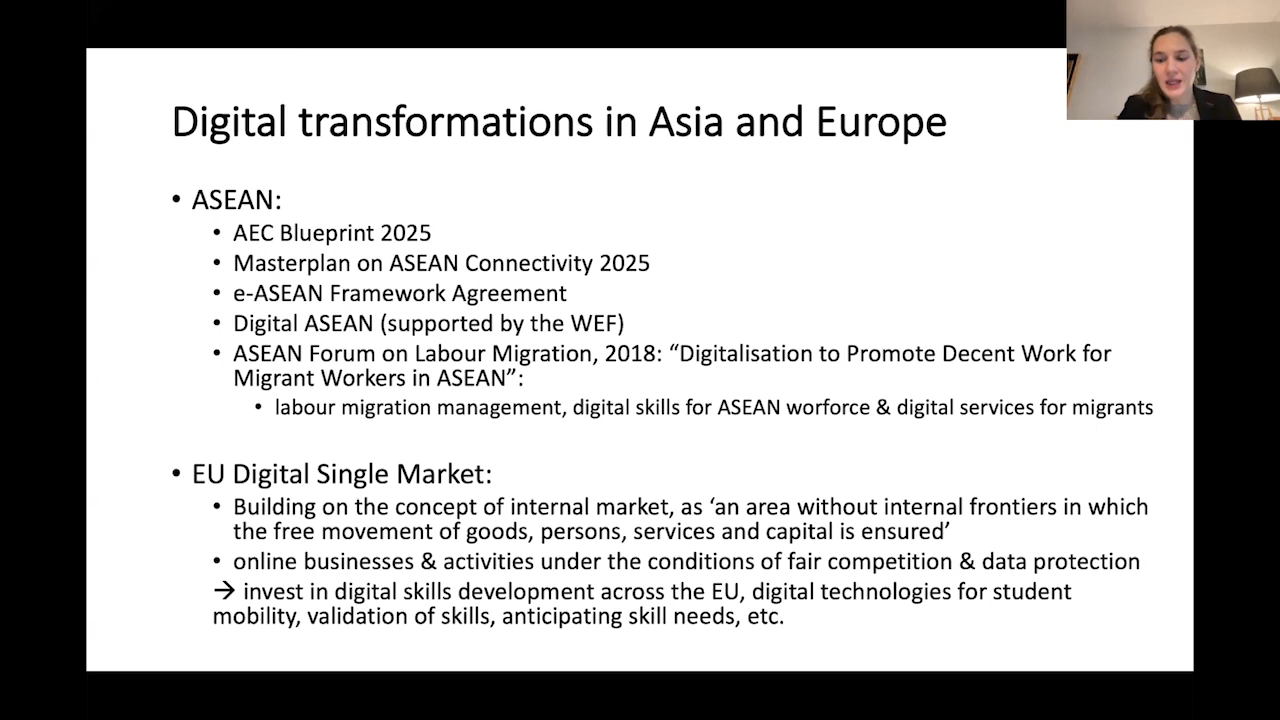 Digital transformations in Asia and Europe
• ASEAN:
• AEC Blueprint 2025
• Masterplan on ASEAN Connectivity 2025
• e-ASEAN Framework Agreement
• Digital ASEAN (supported by the WEF)
• ASEAN Forum on Labour Migration, 2018: “Digitalisation to Promote Decent Work for
Migrant Workers in ASEAN”:
• labour migration management, digital skills for ASEAN worforce & digital services for migrants
• EU Digital Single Market:
• Building on the concept of internal market, as ‘an area without internal frontiers in which
the free movement of goods, persons, services and capital is ensured’
• online businesses & activities under the conditions of fair competition & data protection
→ invest in digital skills development across the EU, digital technologies for student
mobility, validation of skills, anticipating skill needs, etc.